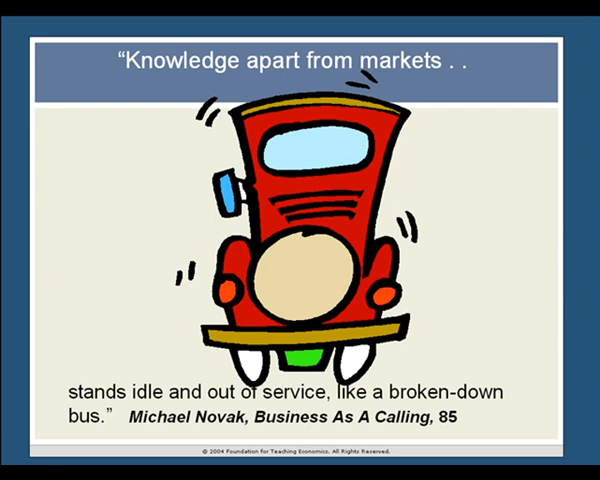 “Knowledge apart from markets . .
stands idle and out of service, like a broken-down
bus.” Michael Novak, Business As A Calling, 85
© 2004 Foundation for Teaching Economics. All Rights Reserved.